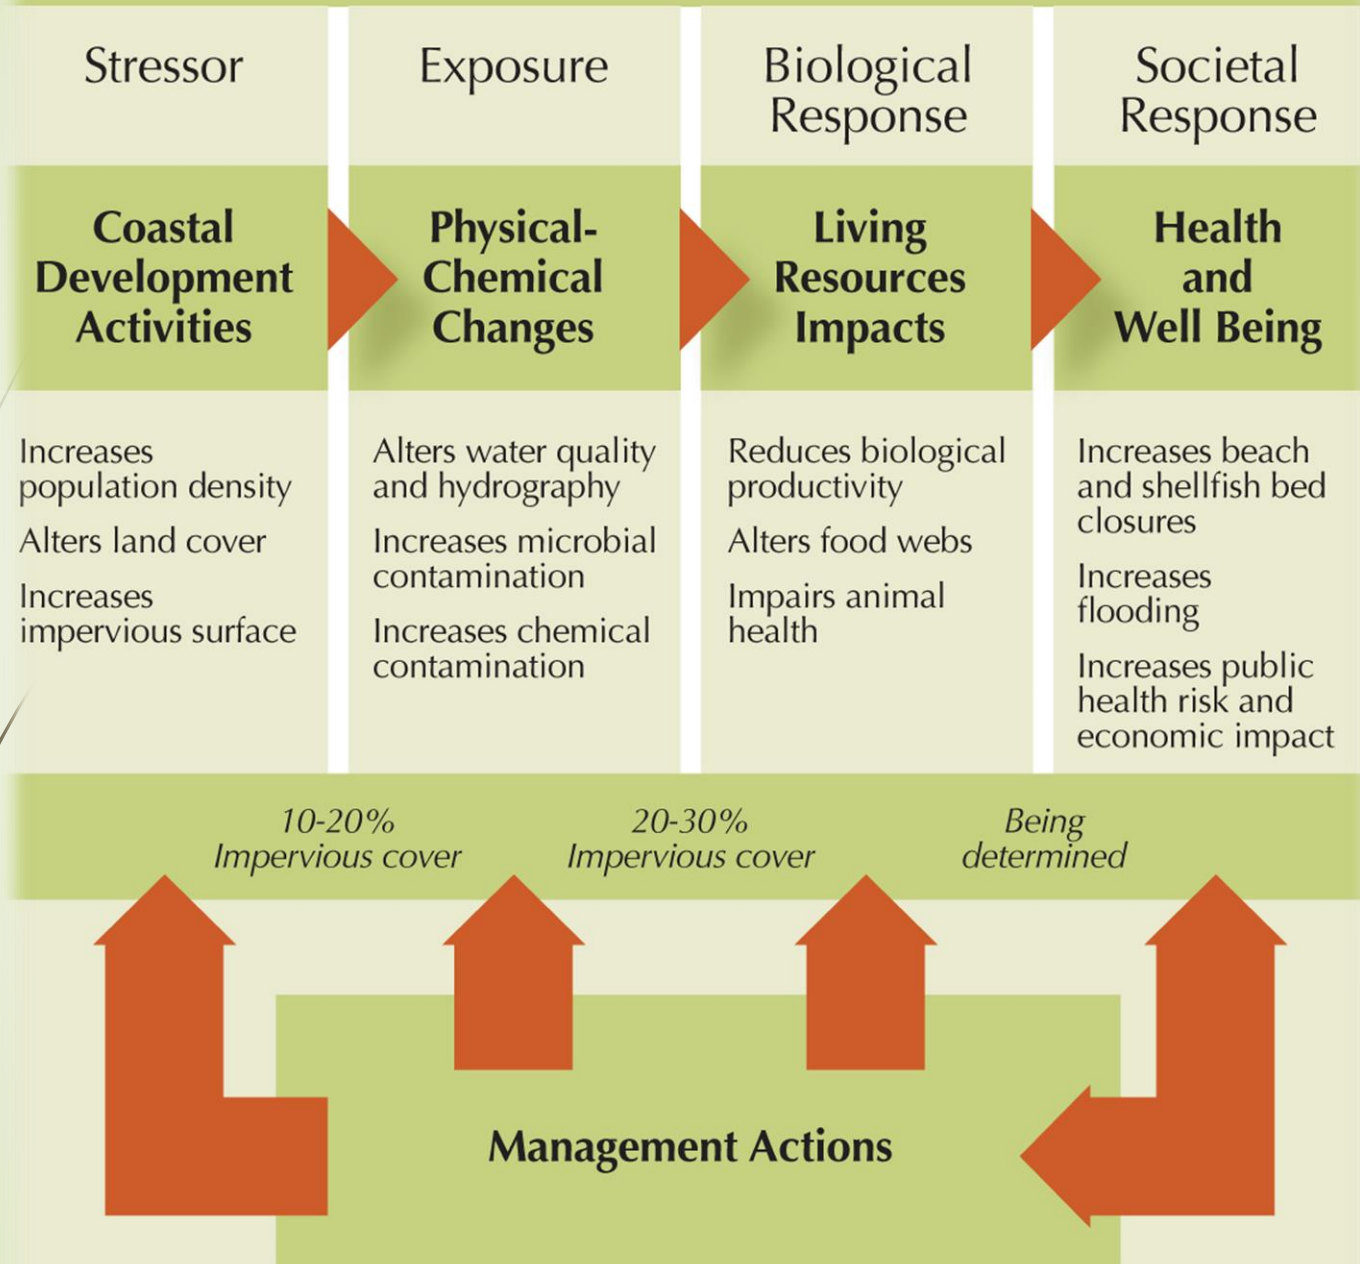 Stressor
Exposure
Biological
Response
Societal
Response
Coastal
Development
Activities
Physical-
Chemical
Changes
Living
Resources
Impacts
Health
and
Well Being
Increases
population density
Alters land cover
Increases
impervious surface
Alters water quality
and hydrography
Increases microbial
contamination
Increases chemical
contamination
Reduces biological
productivity
Alters food webs
Impairs animal
health
Increases beach
and shellfish bed
closures
Increases
flooding
Increases public
health risk and
economic impact
10-20%
Impervious cover
20-30%
Impervious cover
Being
determined
Management Actions